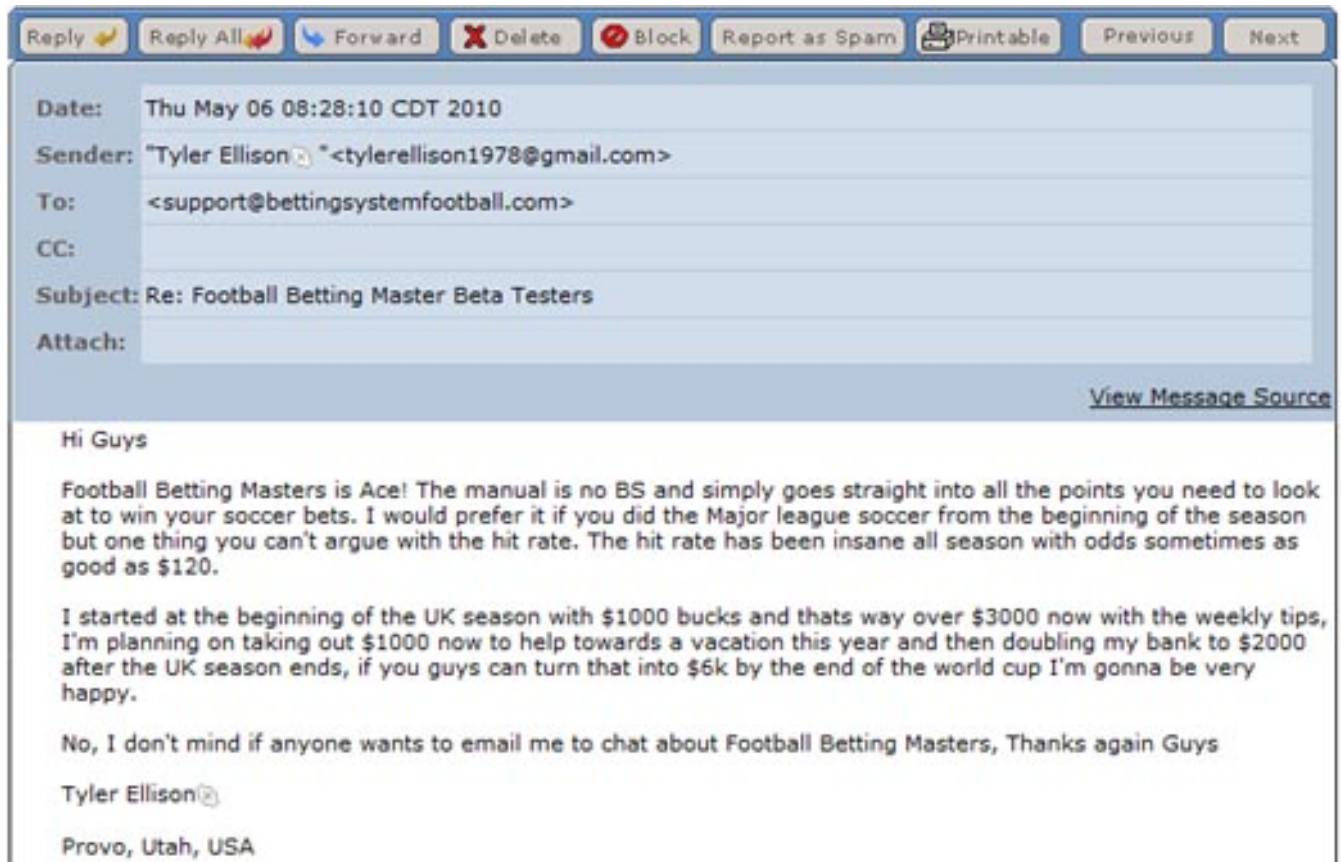 Reply Reply All Forward Delete Block Report as Spam Printable Previous Next
Date: Thu May 06 08:28:10 CDT 2010
Sender: "Tyler Ellison "<tylerellison1978@gmail.com>
To: <support@bettingsystemfootball.com>
CC:
Subject: Re: Football Betting Master Beta Testers
Attach:
View Message Source
Hi Guys
Football Betting Masters is Ace! The manual is no BS and simply goes straight into all the points you need to look
at to win your soccer bets. I would prefer it if you did the Major league soccer from the beginning of the season
but one thing you can't argue with the hit rate. The hit rate has been insane all season with odds sometimes as
good as $120.
I started at the beginning of the UK season with $1000 bucks and thats way over $3000 now with the weekly tips,
I'm planning on taking out $1000 now to help towards a vacation this year and then doubling my bank to $2000
after the UK season ends, if you guys can turn that into $6k by the end of the world cup I'm gonna be very
happy.
No, I don't mind if anyone wants to email me to chat about Football Betting Masters, Thanks again Guys
Tyler Ellison
Provo, Utah, USA